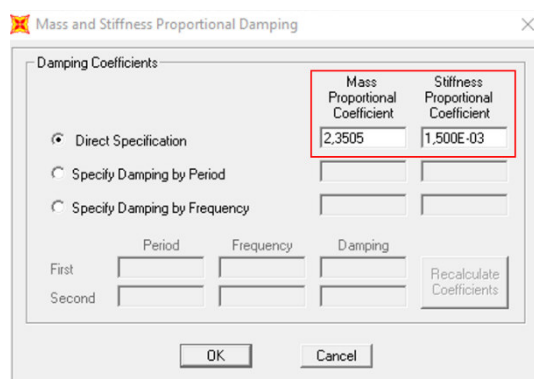 Mass and Stiffness Proportional Damping
Damping Coefficients
Mass Proportional Coefficient
Stiffness Proportional Coefficient
Direct Specification
2,3505
1,500E-03
Specify Damping by Period
Specify Damping by Frequency
Period
Frequency
Damping
First
Second
Recalculate Coefficients
OK
Cancel